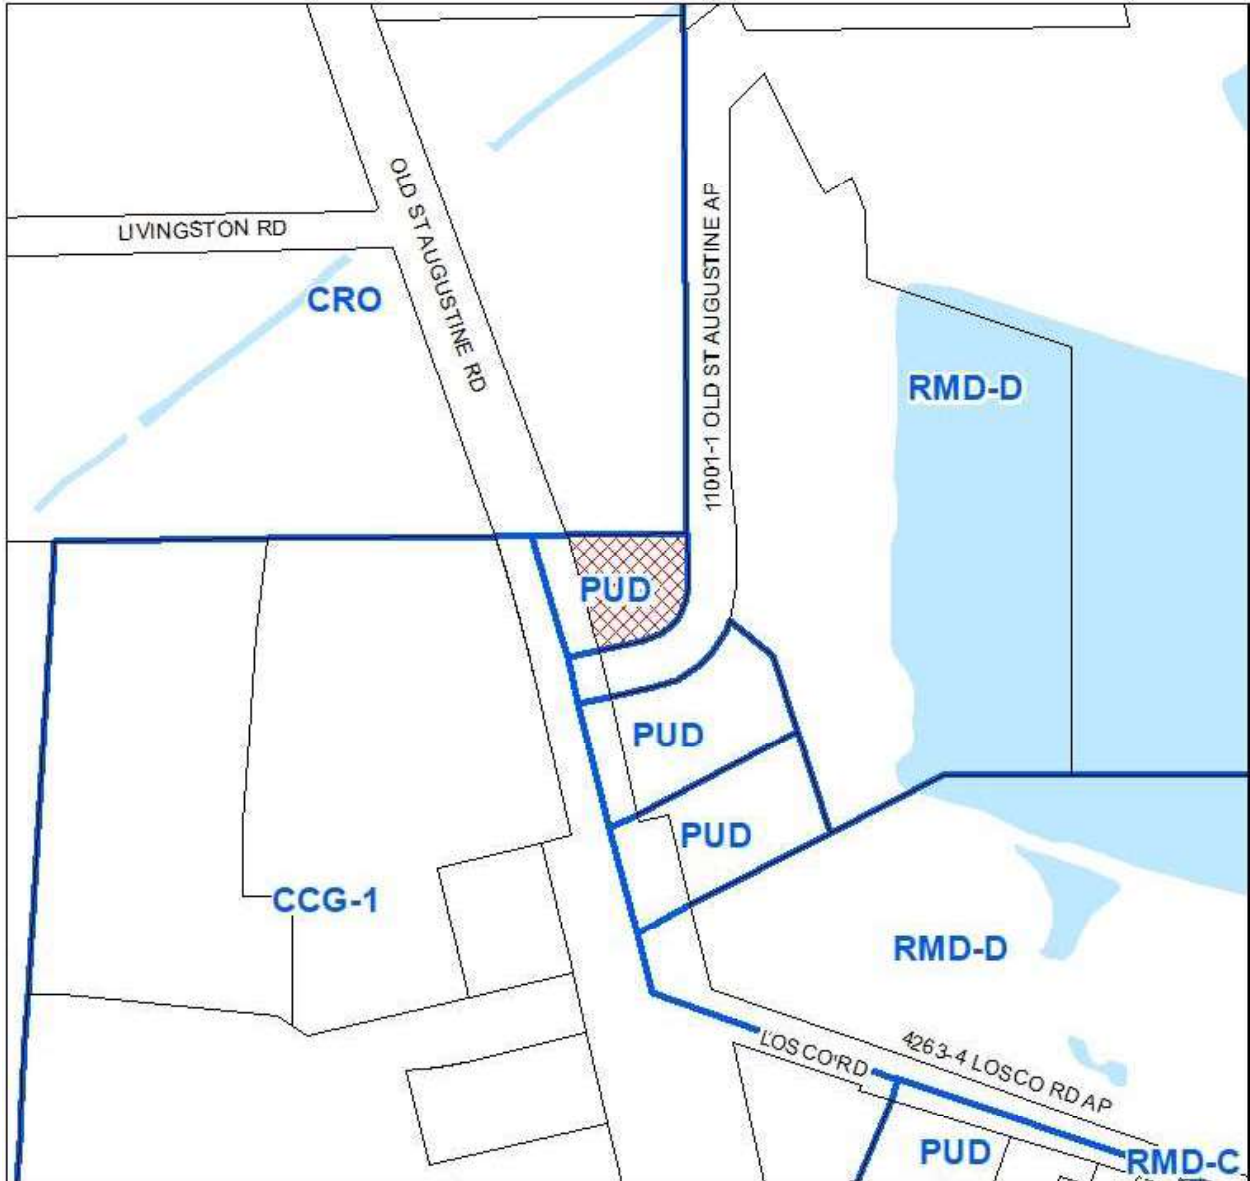 OLD ST AUGUSTINE RD
11001-1 OLD ST AUGUSTINE AP
LIVINGSTON RD
CRO
RMD-D
PUD
PUD
PUD
CCG-1
RMD-D
LOSCO RD
4263-4 LOSCO RD AP
PUD
RMD-C